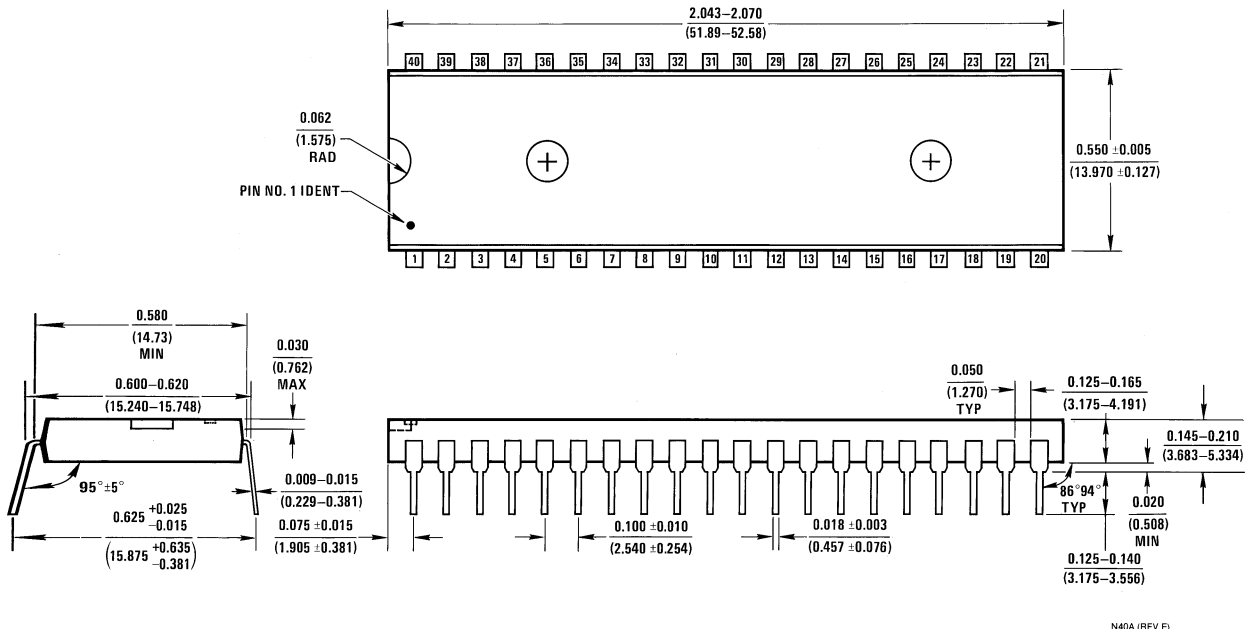 2.043–2.070
(51.89–52.58)
40 39 38 37 36 35 34 33 32 31 30 29 28 27 26 25 24 23 22 21
0.062
(1.575)
RAD
PIN NO. 1 IDENT
0.550 ±0.005
(13.970 ±0.127)
1 2 3 4 5 6 7 8 9 10 11 12 13 14 15 16 17 18 19 20
0.580
(14.73)
MIN
0.030
(0.762)
MAX
0.600–0.620
(15.240–15.748)
95°±5°
0.625 +0.025 -0.015
(15.875 +0.635 -0.381)
0.009–0.015
(0.229–0.381)
0.075 ±0.015
(1.905 ±0.381)
0.100 ±0.010
(2.540 ±0.254)
0.018 ±0.003
(0.457 ±0.076)
0.050
(1.270)
TYP
0.125–0.165
(3.175–4.191)
0.145–0.210
(3.683–5.334)
86°94°
TYP
0.020
(0.508)
MIN
0.125–0.140
(3.175–3.556)
N40A (REV E)